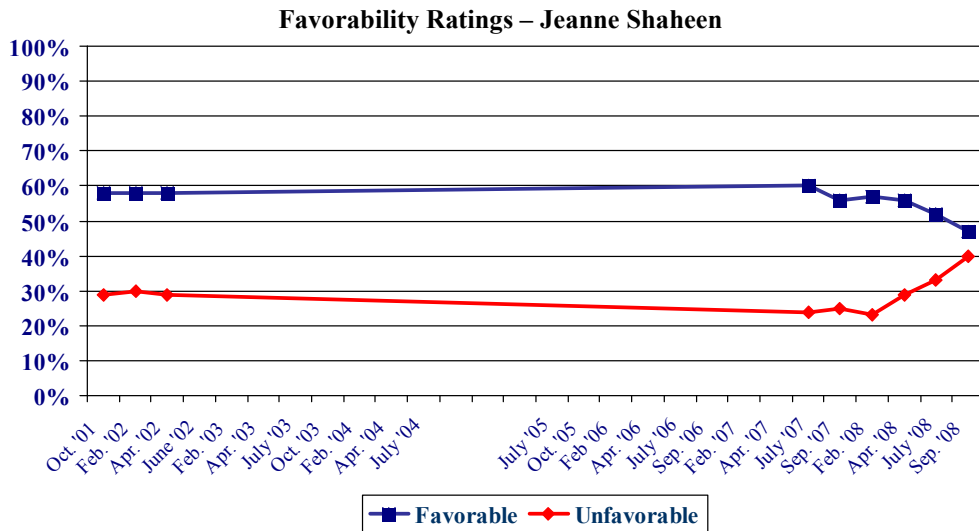 Favorability Ratings – Jeanne Shaheen
100%
90%
80%
70%
60%
50%
40%
30%
20%
10%
0%
Oct. '01
Feb. '02
Apr. '02
June '02
Feb. '03
Apr. '03
July '03
Oct. '03
Feb. '04
Apr. '04
July '04
July '05
Oct. '05
Feb '06
Apr. '06
July '06
Sep. '06
Feb. '07
Apr. '07
July '07
Sep. '07
Feb. '08
Apr. '08
July '08
Sep. '08
Favorable
Unfavorable